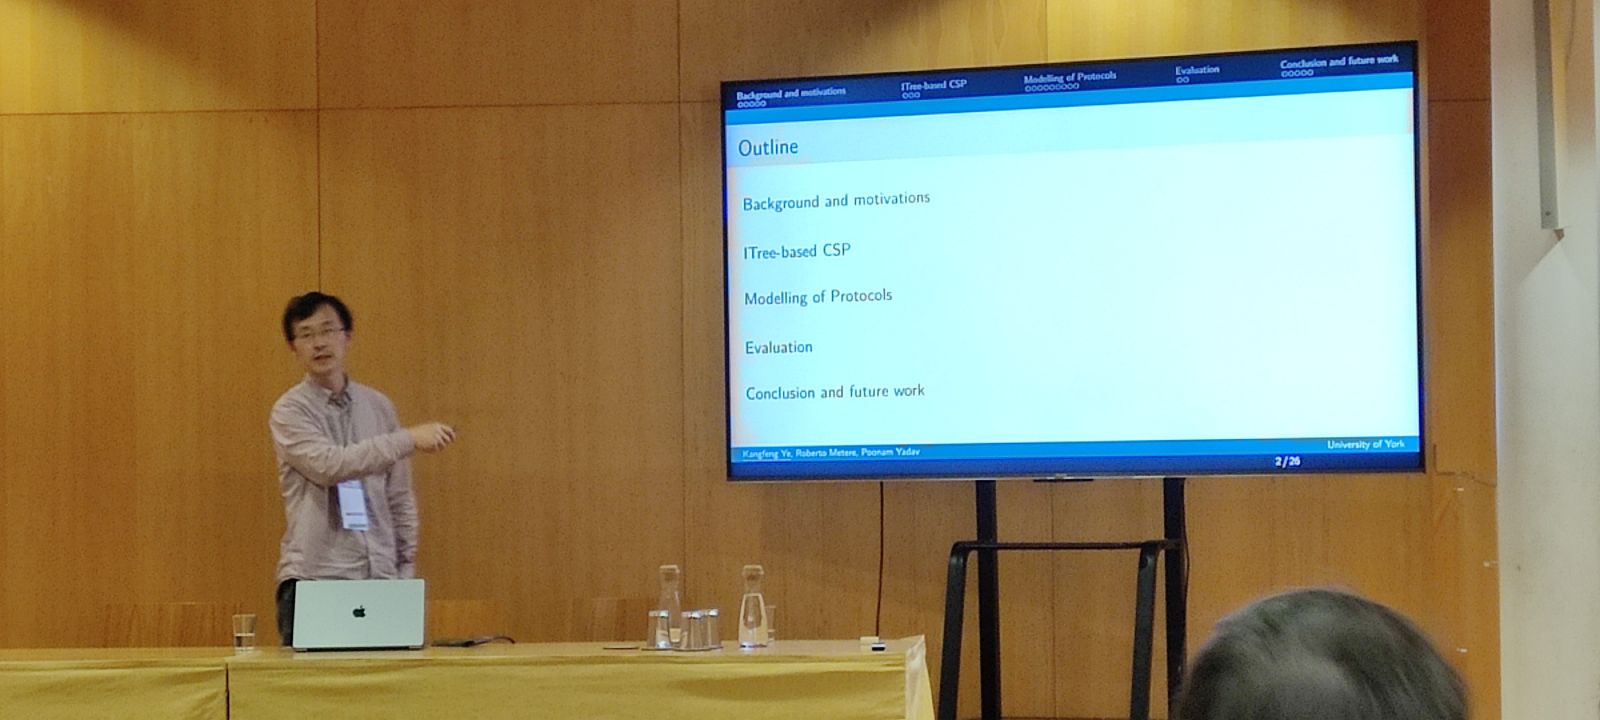 Background and motivations
ITree-based CSP
Modelling of Protocols
Evaluation
Conclusion and future work
Outline
Background and motivations
ITree-based CSP
Modelling of Protocols
Evaluation
Conclusion and future work
Kangfeng Ye, Roberto Metere, Poonam Yadav
University of York
2/26